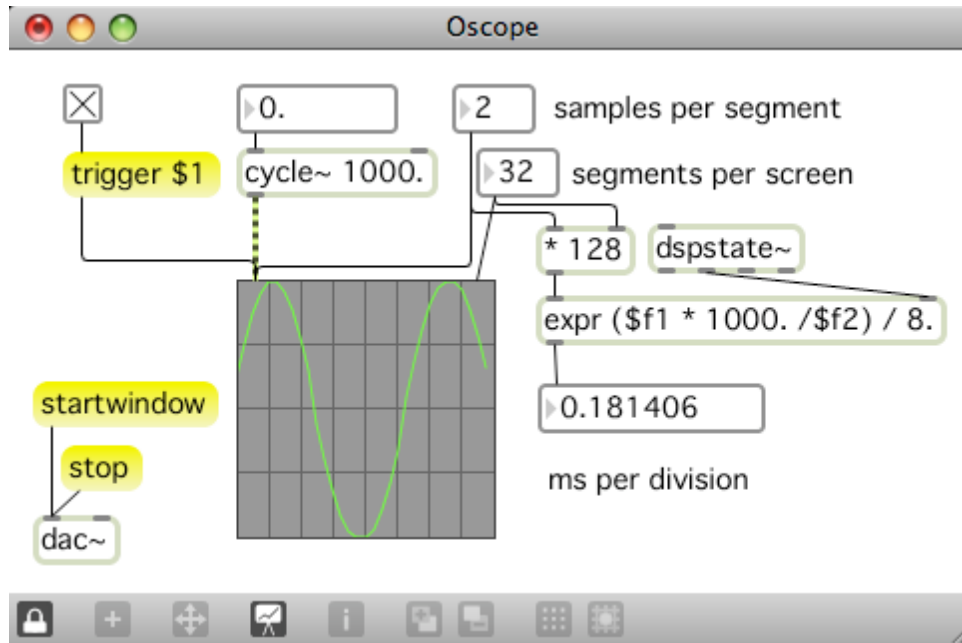 Oscope
0.
2
samples per segment
trigger $1
cycle~ 1000.
32
segments per screen
* 128
dspstate~
expr ($f1 * 1000. /$f2) / 8.
startwindow
0.181406
stop
ms per division
dac~